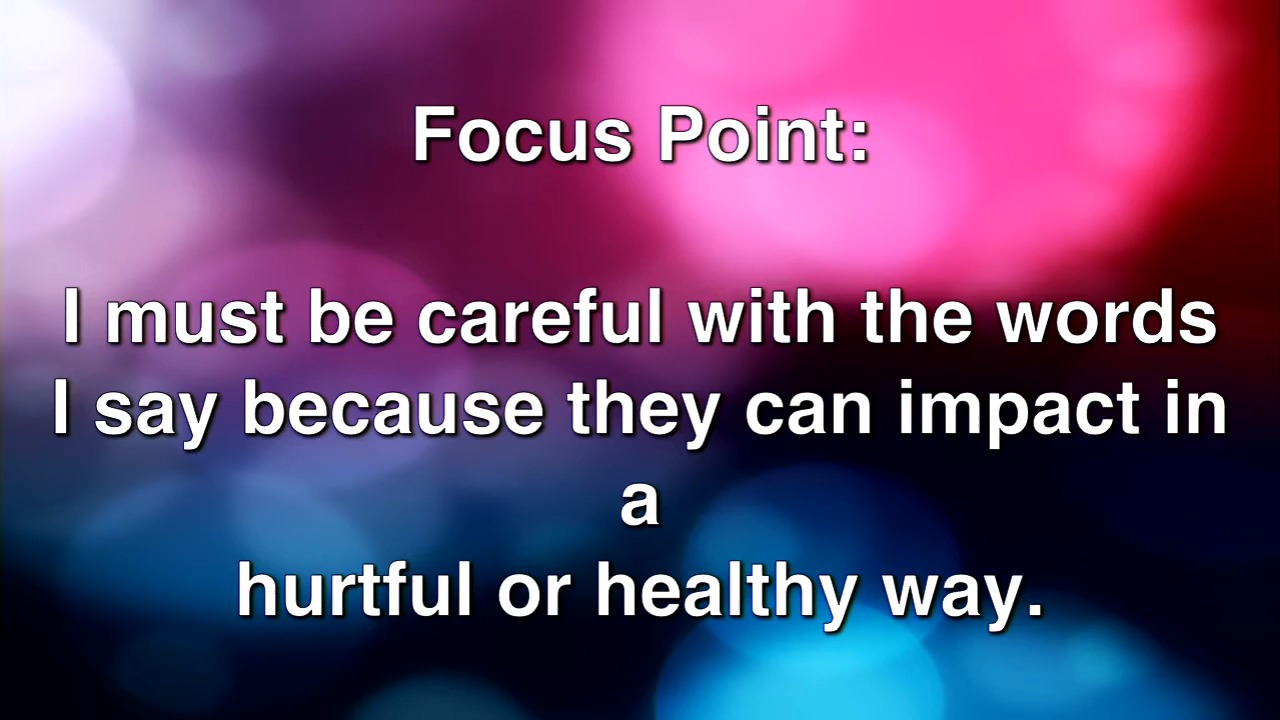 Focus Point:
I must be careful with the words
I say because they can impact in
a
hurtful or healthy way.